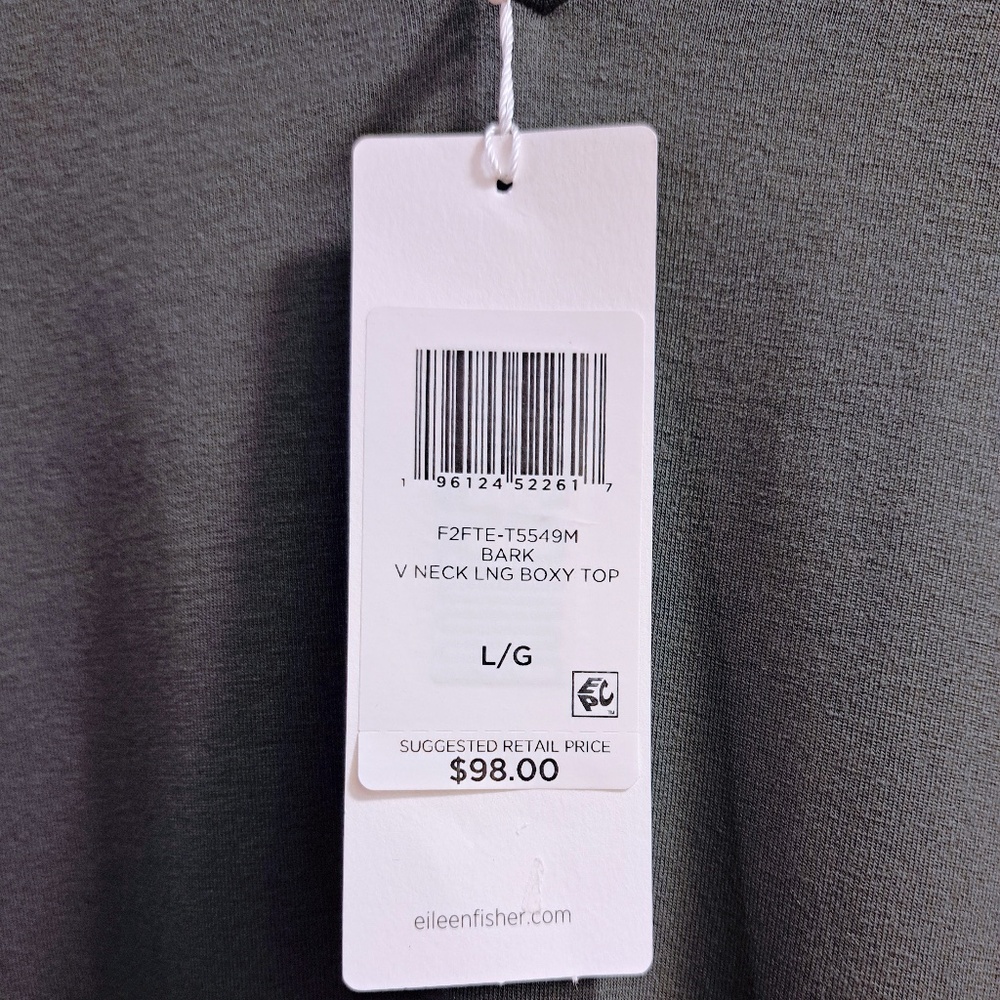 1 96124 52261 7
F2FTE-T5549M
BARK
V NECK LNG BOXY TOP
L/G
EPC
TM
SUGGESTED RETAIL PRICE
$98.00
eileenfisher.com